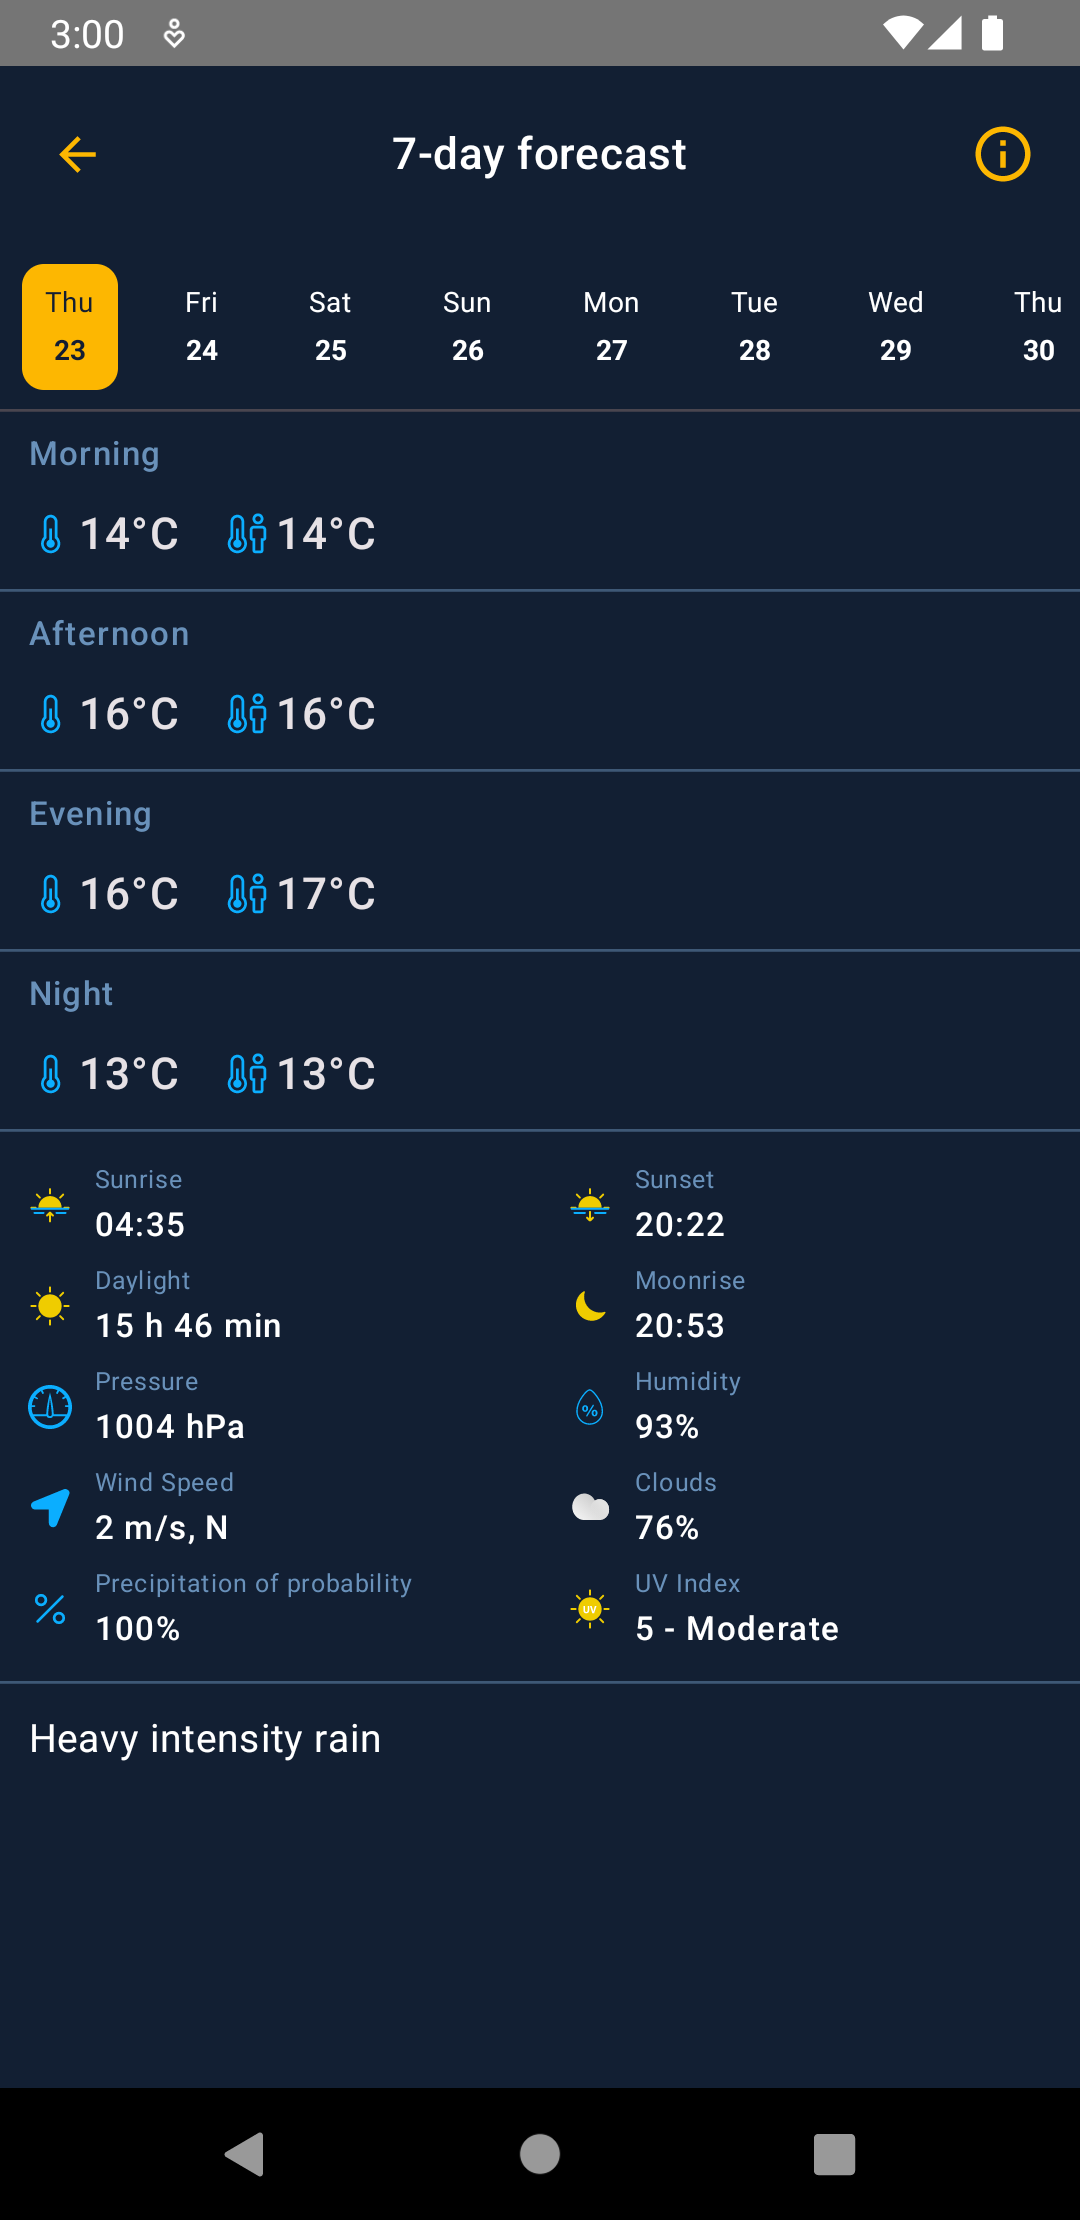 3:00
7-day forecast
Thu Fri Sat Sun Mon Tue Wed Thu
23 24 25 26 27 28 29 30
Morning
14°C 14°C
Afternoon
16°C 16°C
Evening
16°C 17°C
Night
13°C 13°C
Sunrise Sunset
04:35 20:22
Daylight Moonrise
15 h 46 min 20:53
Pressure Humidity
1004 hPa 93%
Wind Speed Clouds
2 m/s, N 76%
Precipitation of probability UV Index
100% 5 - Moderate
Heavy intensity rain